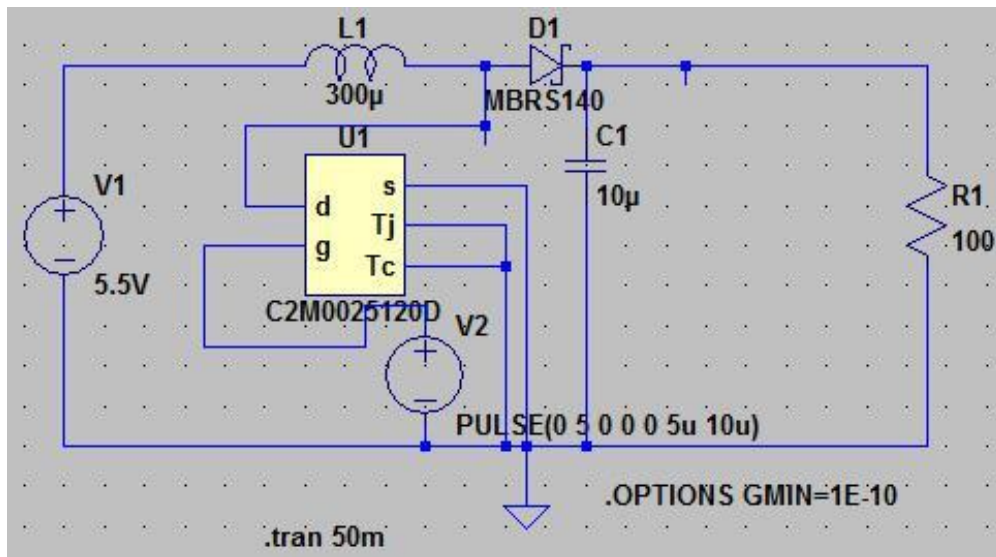 L1
300µ
D1
MBRS140
U1
d
g
s
Tj
Tc
C2M0025120D
V1
5.5V
V2
PULSE(0 5 0 0 0 5u 10u)
C1
10µ
R1
100
.OPTIONS GMIN=1E-10
.tran 50m